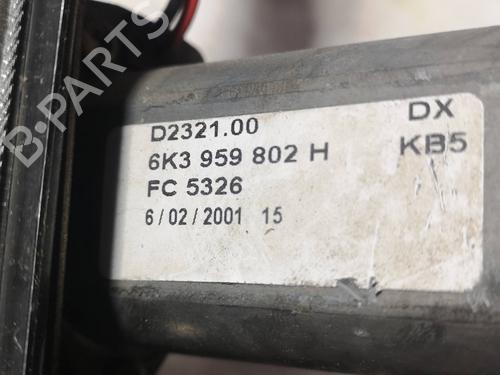 B-PARTS
D2321.00 DX
6K3 959 802 H KB5
FC 5326
6/02/2001 15